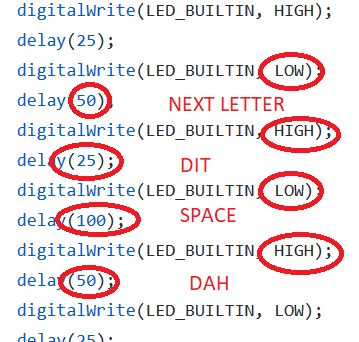 digitalWrite(LED_BUILTIN, HIGH);
delay(25);
digitalWrite(LED_BUILTIN, LOW);
delay(50);
NEXT LETTER
digitalWrite(LED_BUILTIN, HIGH);
delay(25);
DIT
digitalWrite(LED_BUILTIN, LOW);
delay(100);
SPACE
digitalWrite(LED_BUILTIN, HIGH);
delay(50);
DAH
digitalWrite(LED_BUILTIN, LOW);
delay(25);